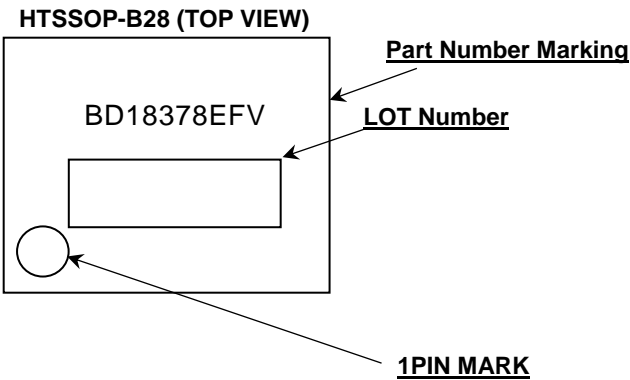 HTSSOP-B28 (TOP VIEW)
Part Number Marking
BD18378EFV
LOT Number
1PIN MARK